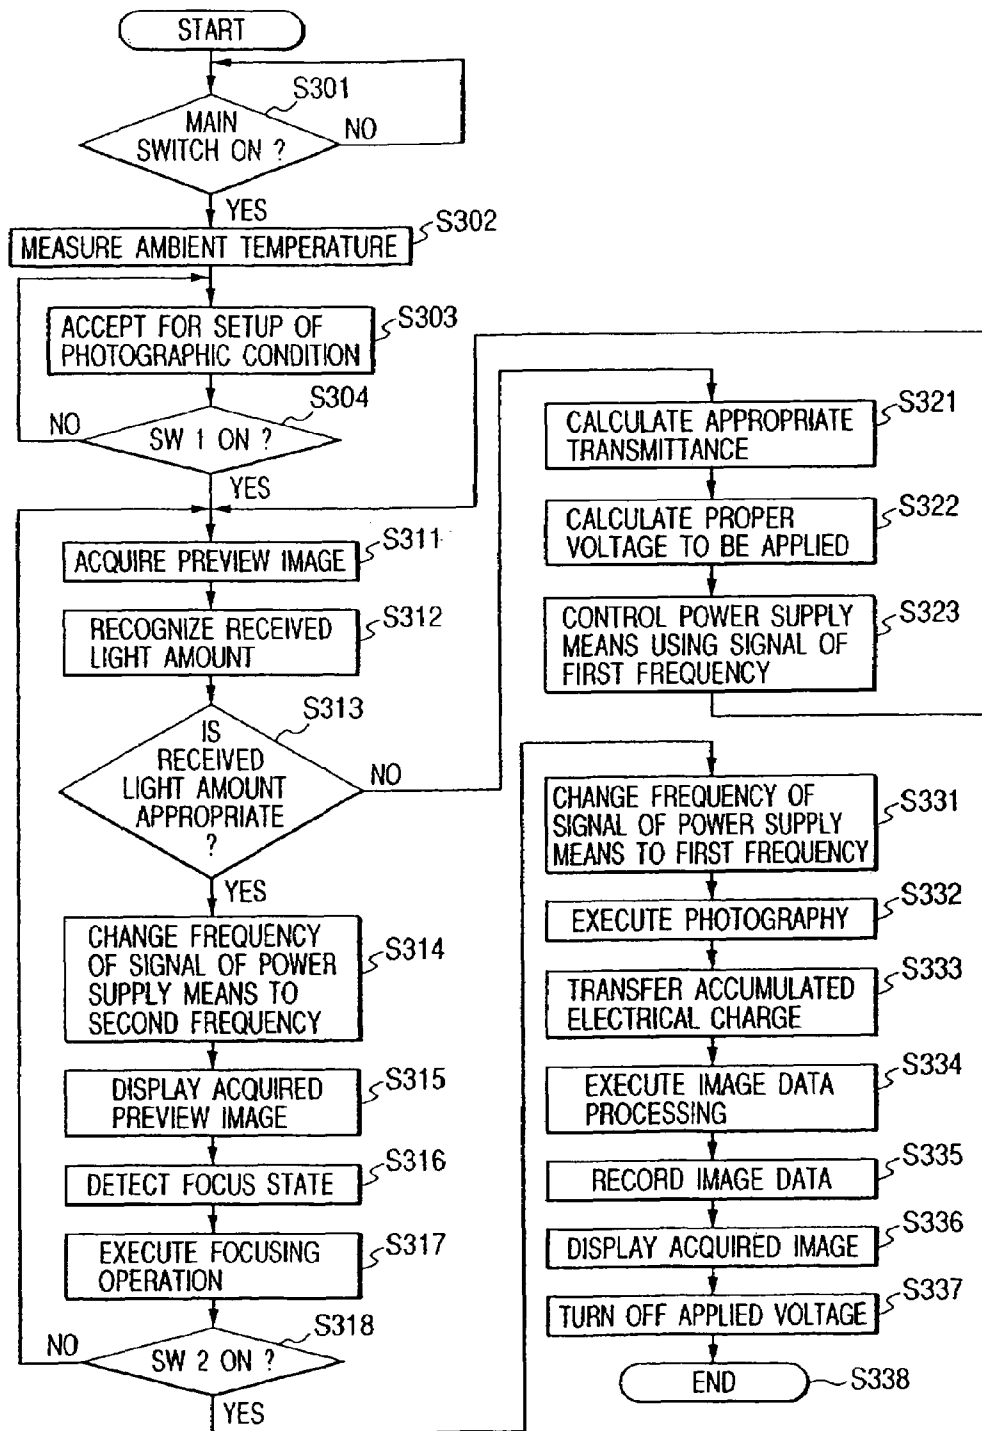 START
S301
MAIN
SWITCH ON ?
NO
YES
S302
MEASURE AMBIENT TEMPERATURE
S303
ACCEPT FOR SETUP OF
PHOTOGRAPHIC CONDITION
S304
NO
SW 1 ON ?
YES
S311
ACQUIRE PREVIEW IMAGE
S312
RECOGNIZE RECEIVED
LIGHT AMOUNT
S313
IS
RECEIVED
LIGHT AMOUNT
APPROPRIATE
?
NO
YES
S314
CHANGE FREQUENCY
OF SIGNAL OF POWER
SUPPLY MEANS TO
SECOND FREQUENCY
S315
DISPLAY ACQUIRED
PREVIEW IMAGE
S316
DETECT FOCUS STATE
S317
EXECUTE FOCUSING
OPERATION
S318
NO
SW 2 ON ?
YES
S321
CALCULATE APPROPRIATE
TRANSMITTANCE
S322
CALCULATE PROPER
VOLTAGE TO BE APPLIED
S323
CONTROL POWER SUPPLY
MEANS USING SIGNAL OF
FIRST FREQUENCY
S331
CHANGE FREQUENCY OF
SIGNAL OF POWER SUPPLY
MEANS TO FIRST FREQUENCY
S332
EXECUTE PHOTOGRAPHY
S333
TRANSFER ACCUMULATED
ELECTRICAL CHARGE
S334
EXECUTE IMAGE DATA
PROCESSING
S335
RECORD IMAGE DATA
S336
DISPLAY ACQUIRED IMAGE
S337
TURN OFF APPLIED VOLTAGE
END
S338